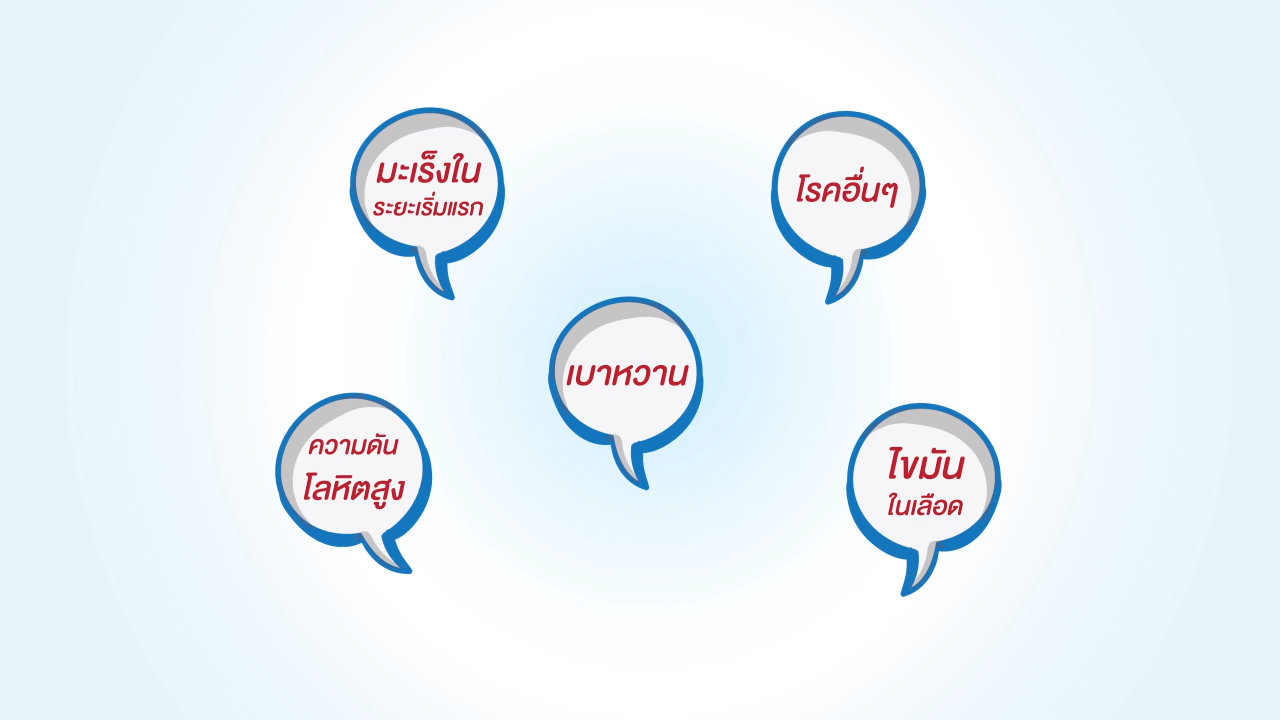 มะเร็งใน
ระยะเริ่มแรก
โรคอื่นๆ
เบาหวาน
ความดัน
โลหิตสูง
ไขมัน
ในเลือด